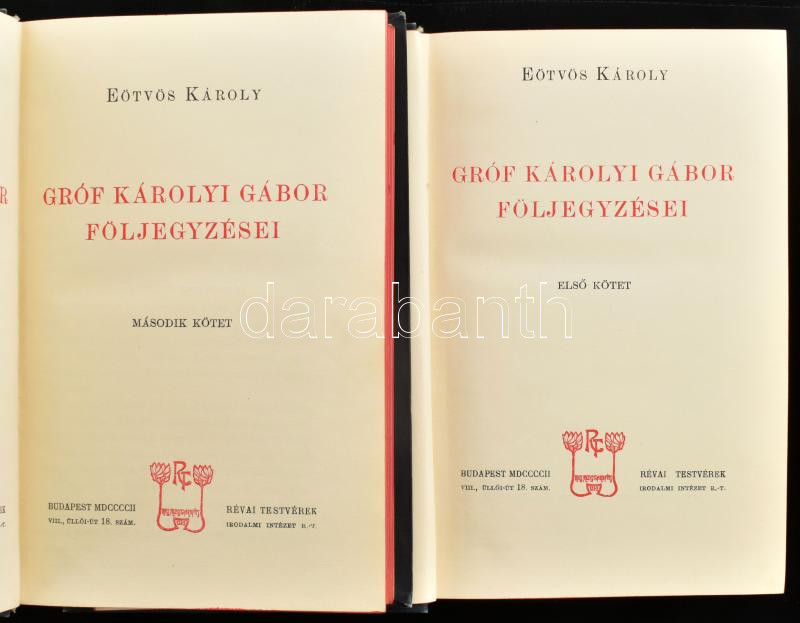 EÖTVÖS KÁROLY
GRÓF KÁROLYI GÁBOR
FÖLJEGYZÉSEI
MÁSODIK KÖTET
BUDAPEST MDCCCCII
VIII., ÜLLŐI-ÚT 18. SZÁM.
RÉVAI TESTVÉREK
IRODALMI INTÉZET R.-T.
EÖTVÖS KÁROLY
GRÓF KÁROLYI GÁBOR
FÖLJEGYZÉSEI
ELSŐ KÖTET
BUDAPEST MDCCCCII
VIII., ÜLLŐI-ÚT 18. SZÁM.
RÉVAI TESTVÉREK
IRODALMI INTÉZET R.-T.
darabanth